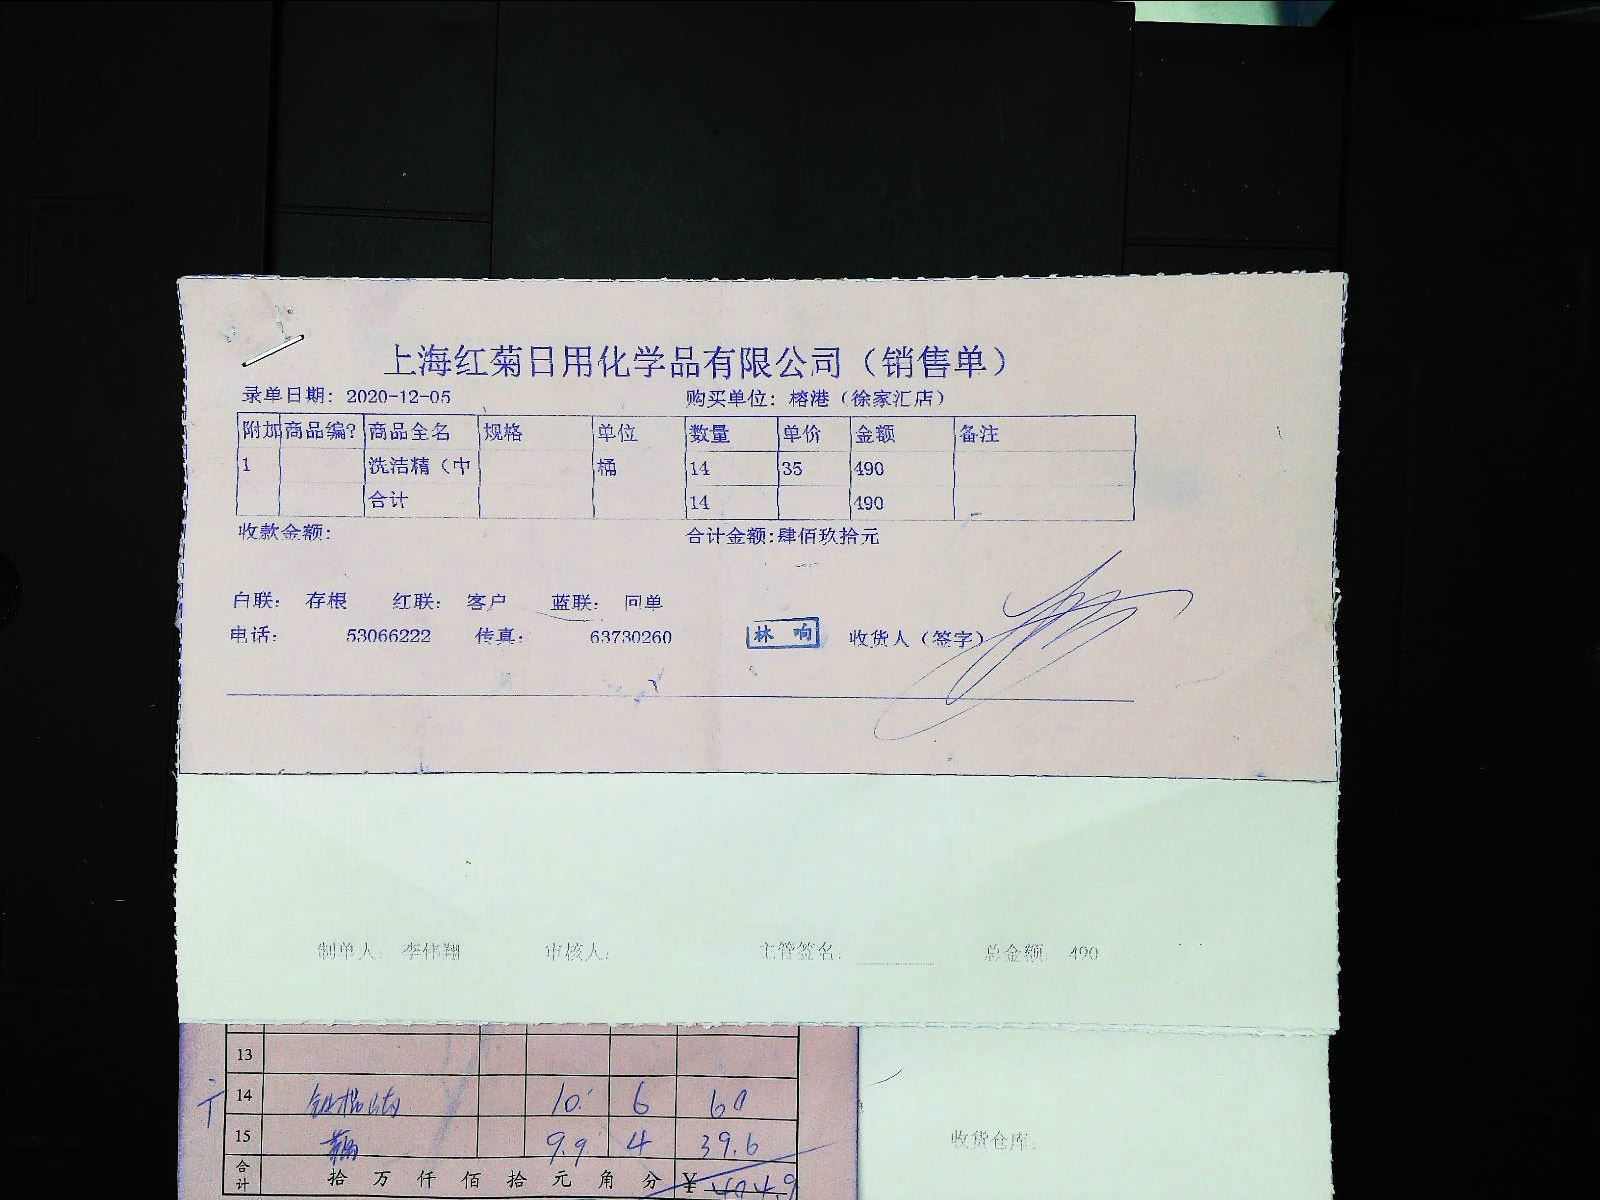 上海红菊日用化学品有限公司（销售单）
录单日期: 2020-12-05 购买单位: 榕港（徐家汇店）
附加 商品编? 商品全名 规格 单位 数量 单价 金额 备注
1 洗洁精（中 桶 14 35 490
合计 14 490
收款金额: 合计金额:肆佰玖拾元
白联: 存根 红联: 客户 蓝联: 回单
电话: 53066222 传真: 63730260 林 响 收货人（签字）
制单人: 李伟翔 审核人: 主管签名: 总金额: 490
13
14 10. 6 60
15 9.9 4 39.6
合计 拾 万 仟 佰 拾 元 角 分 ¥
收货仓库: